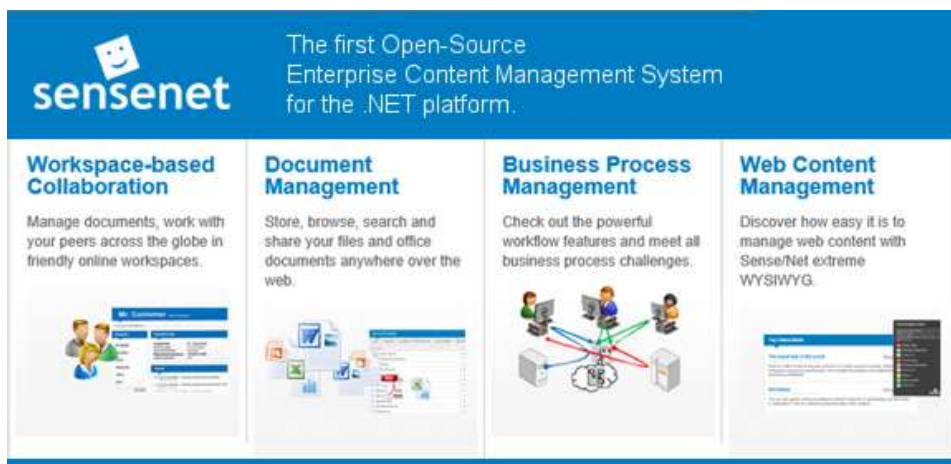 sensenet
The first Open-Source
Enterprise Content Management System
for the .NET platform.
Workspace-based
Collaboration
Manage documents, work with
your peers across the globe in
friendly online workspaces.
Mr. Customer
Document
Management
Store, browse, search and
share your files and office
documents anywhere over the
web.
Business Process
Management
Check out the powerful
workflow features and meet all
business process challenges.
Web Content
Management
Discover how easy it is to
manage web content with
Sense/Net extreme
WYSIWYG.